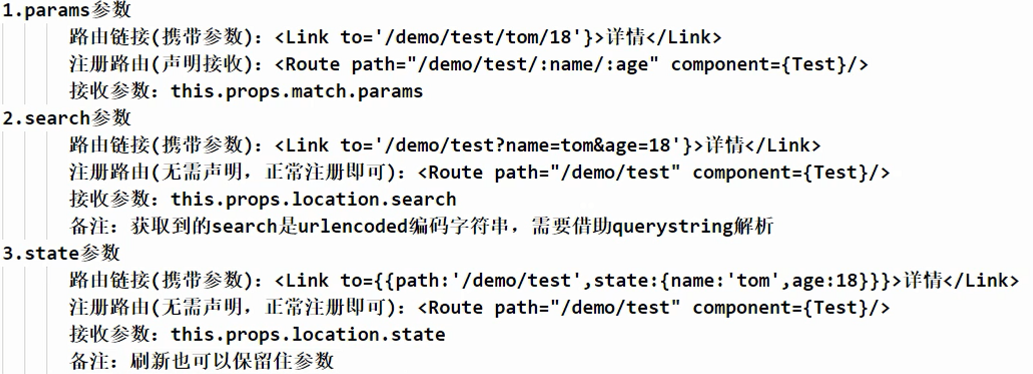 1.params参数
路由链接(携带参数)：<Link to='/demo/test/tom/18'}>详情</Link>
注册路由(声明接收)：<Route path="/demo/test/:name/:age" component={Test}/>
接收参数：this.props.match.params
2.search参数
路由链接(携带参数)：<Link to='/demo/test?name=tom&age=18'}>详情</Link>
注册路由(无需声明，正常注册即可)：<Route path="/demo/test" component={Test}/>
接收参数：this.props.location.search
备注：获取到的search是urlencoded编码字符串，需要借助querystring解析
3.state参数
路由链接(携带参数)：<Link to={{path:'/demo/test',state:{name:'tom',age:18}}}>详情</Link>
注册路由(无需声明，正常注册即可)：<Route path="/demo/test" component={Test}/>
接收参数：this.props.location.state
备注：刷新也可以保留住参数